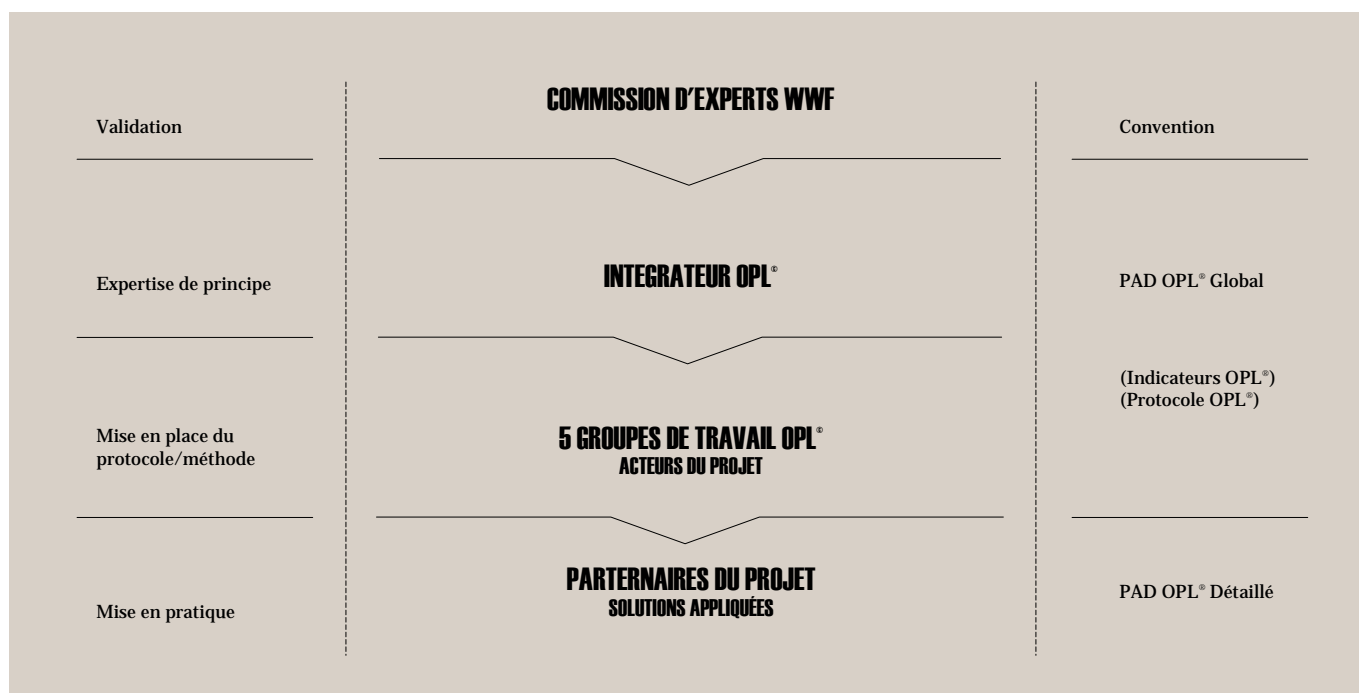 COMMISSION D'EXPERTS WWF
Validation
Convention
Expertise de principe
INTEGRATEUR OPL©
PAD OPL® Global
(Indicateurs OPL®)
(Protocole OPL®)
Mise en place du
protocole/méthode
5 GROUPES DE TRAVAIL OPL©
ACTEURS DU PROJET
PARTERNAIRES DU PROJET
SOLUTIONS APPLIQUÉES
Mise en pratique
PAD OPL® Détaillé